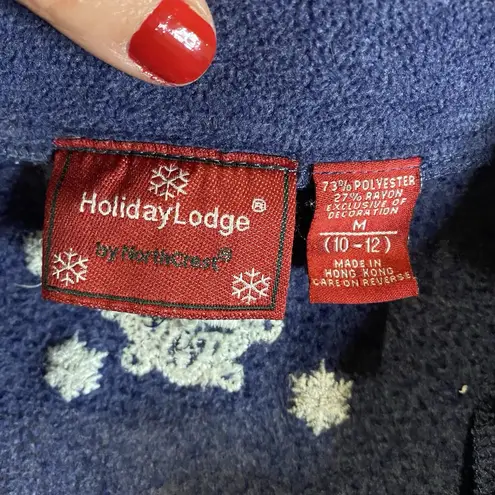 HolidayLodge®
by NorthCrest®
73% POLYESTER
27% RAYON
EXCLUSIVE OF
DECORATION
M
(10-12)
MADE IN
HONG KONG
CARE ON REVERSE